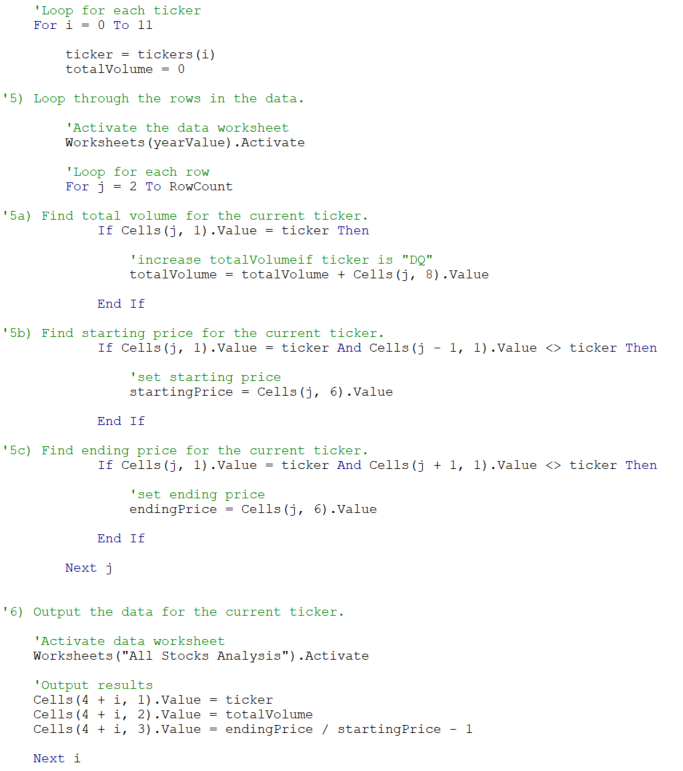 'Loop for each ticker
For i = 0 To 11
ticker = tickers(i)
totalVolume = 0
'5) Loop through the rows in the data.
'Activate the data worksheet
Worksheets(yearValue).Activate
'Loop for each row
For j = 2 To RowCount
'5a) Find total volume for the current ticker.
If Cells(j, 1).Value = ticker Then
'increase totalVolumeif ticker is "DQ"
totalVolume = totalVolume + Cells(j, 8).Value
End If
'5b) Find starting price for the current ticker.
If Cells(j, 1).Value = ticker And Cells(j - 1, 1).Value <> ticker Then
'set starting price
startingPrice = Cells(j, 6).Value
End If
'5c) Find ending price for the current ticker.
If Cells(j, 1).Value = ticker And Cells(j + 1, 1).Value <> ticker Then
'set ending price
endingPrice = Cells(j, 6).Value
End If
Next j
'6) Output the data for the current ticker.
'Activate data worksheet
Worksheets("All Stocks Analysis").Activate
'Output results
Cells(4 + i, 1).Value = ticker
Cells(4 + i, 2).Value = totalVolume
Cells(4 + i, 3).Value = endingPrice / startingPrice - 1
Next i